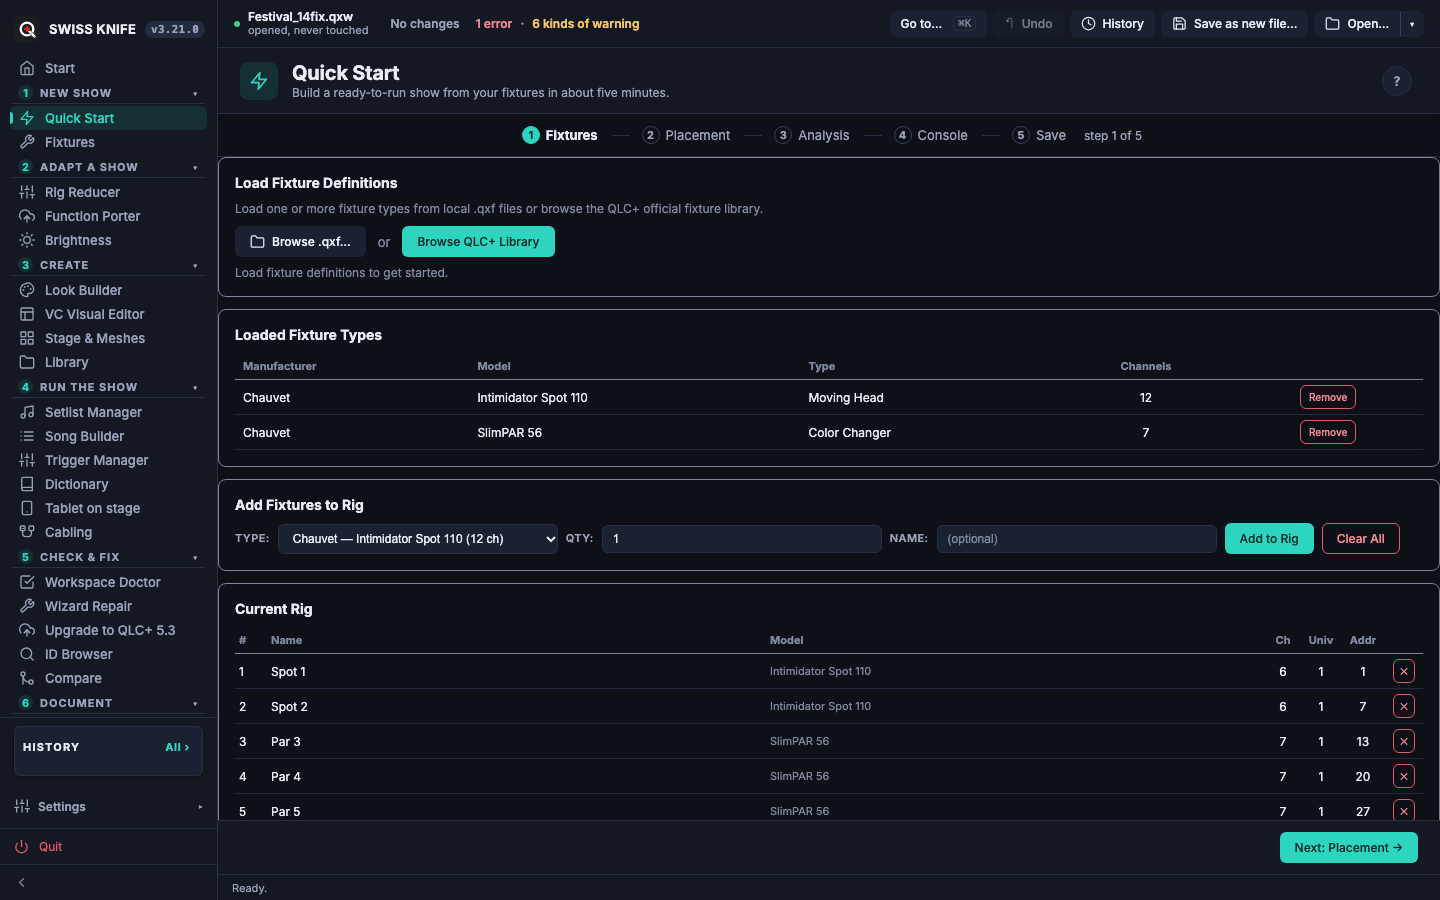 SWISS KNIFE v3.21.0
Start
1 NEW SHOW
Quick Start
Fixtures
2 ADAPT A SHOW
Rig Reducer
Function Porter
Brightness
3 CREATE
Look Builder
VC Visual Editor
Stage & Meshes
Library
4 RUN THE SHOW
Setlist Manager
Song Builder
Trigger Manager
Dictionary
Tablet on stage
Cabling
5 CHECK & FIX
Workspace Doctor
Wizard Repair
Upgrade to QLC+ 5.3
ID Browser
Compare
6 DOCUMENT
HISTORY All ›
Settings
Quit
Festival_14fix.qxw
opened, never touched
No changes 1 error · 6 kinds of warning
Go to... ⌘K Undo History Save as new file... Open...
Quick Start
Build a ready-to-run show from your fixtures in about five minutes.
?
1 Fixtures 2 Placement 3 Analysis 4 Console 5 Save step 1 of 5
Load Fixture Definitions
Load one or more fixture types from local .qxf files or browse the QLC+ official fixture library.
Browse .qxf... or Browse QLC+ Library
Load fixture definitions to get started.
Loaded Fixture Types
Manufacturer Model Type Channels
Chauvet Intimidator Spot 110 Moving Head 12 Remove
Chauvet SlimPAR 56 Color Changer 7 Remove
Add Fixtures to Rig
TYPE: Chauvet — Intimidator Spot 110 (12 ch) QTY: 1 NAME: (optional) Add to Rig Clear All
Current Rig
# Name Model Ch Univ Addr
1 Spot 1 Intimidator Spot 110 6 1 1 ×
2 Spot 2 Intimidator Spot 110 6 1 7 ×
3 Par 3 SlimPAR 56 7 1 13 ×
4 Par 4 SlimPAR 56 7 1 20 ×
5 Par 5 SlimPAR 56 7 1 27 ×
Next: Placement →
Ready.